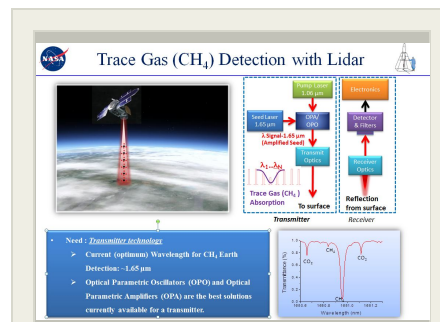 NASA
Trace Gas (CH4) Detection with Lidar
Pump Laser
1.06 µm
Seed Laser
1.65 µm
OPA/
OPO
λ Signal-1.65 µm
(Amplified Seed)
Transmit
Optics
λ1...λN
Trace Gas (CH4)
Absorption
To surface
Transmitter
Electronics
Detector
& Filters
Receiver
Optics
Reflection
from surface
Receiver
• Need : Transmitter technology
➢ Current (optimum) Wavelength for CH4 Earth
Detection: ~1.65 µm
➢ Optical Parametric Oscillators (OPO) and Optical
Parametric Amplifiers (OPA) are the best solutions
currently available for a transmitter.
Transmittance (%)
CO2
CH4
CH4
CO2
Wavelength (nm)